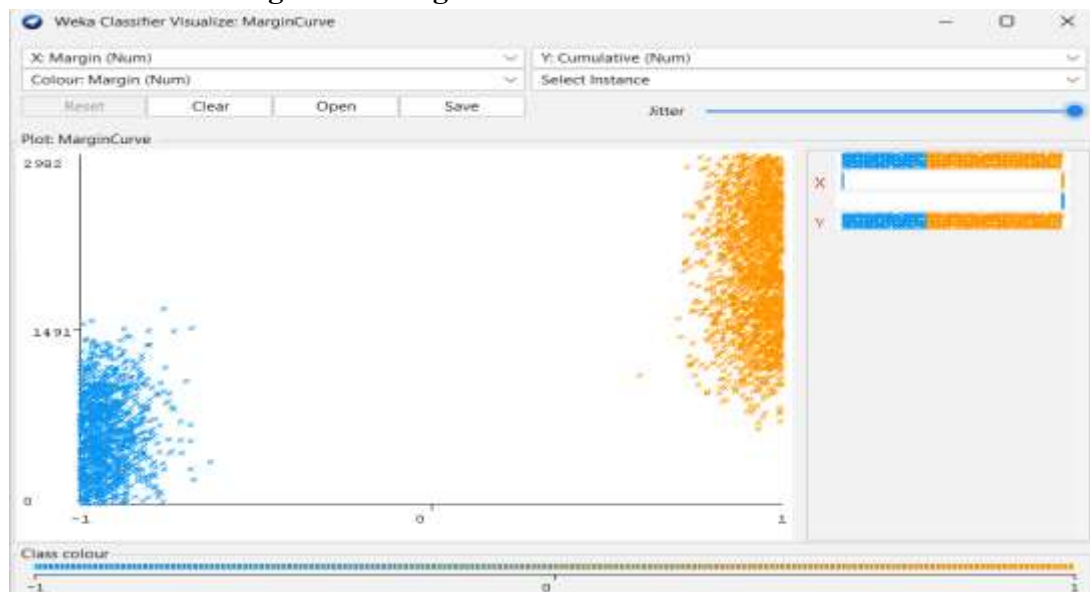 Weka Classifier Visualize: MarginCurve
X: Margin (Num)
Y: Cumulative (Num)
Colour: Margin (Num)
Select Instance
Reset
Clear
Open
Save
Jitter
Plot: MarginCurve
2982
1491
0
-1
0
1
X
Y
Class colour
-1
0
1